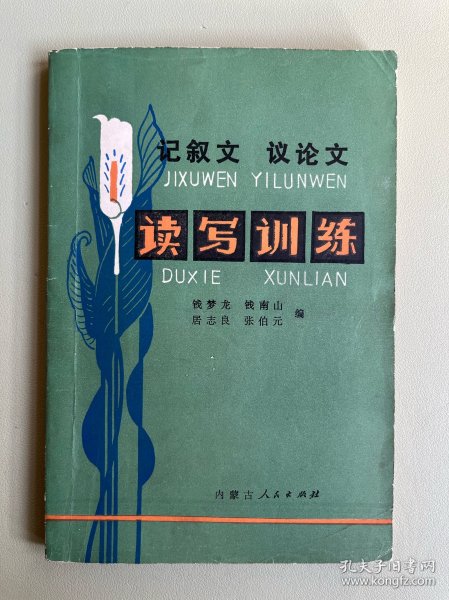 记叙文 议论文
JIXUWEN YILUNWEN
读写训练
DUXIE XUNLIAN
钱梦龙 钱南山
居志良 张伯元 编
内蒙古人民出版社
孔夫子旧书网
www.kongfz.com